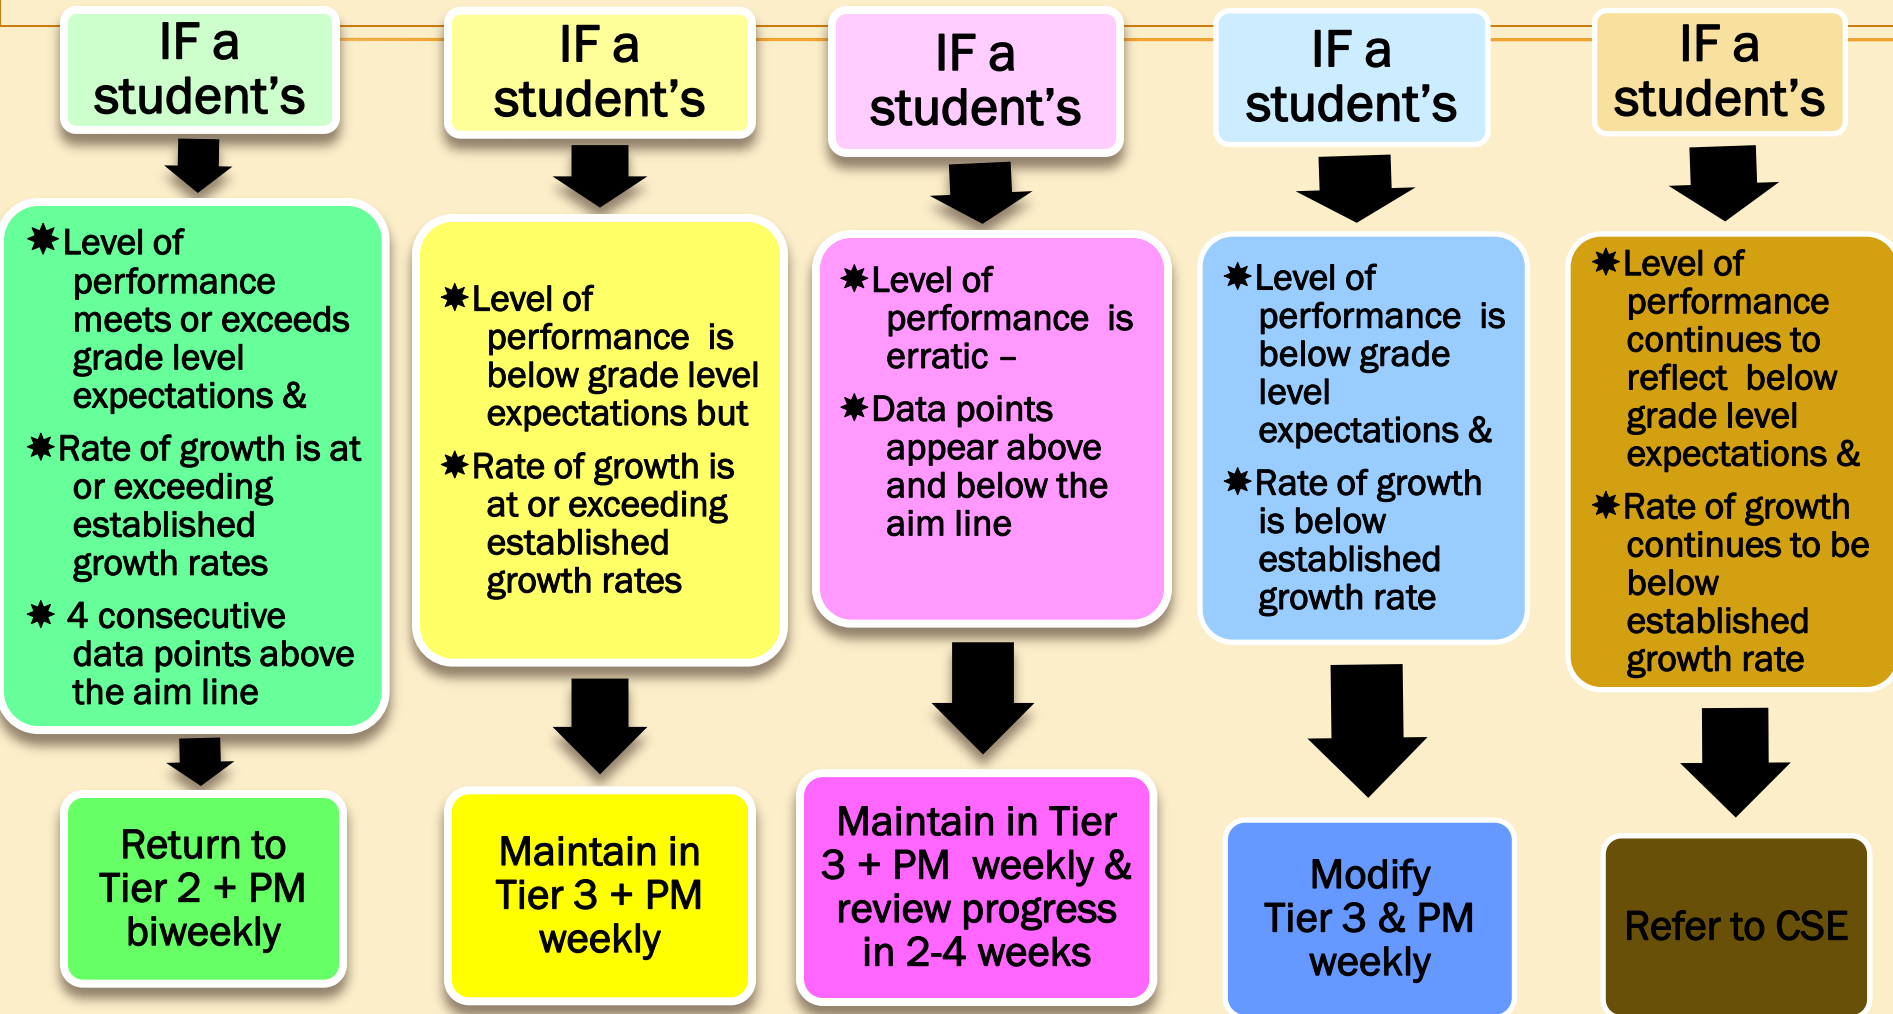 IF a
student's
IF a
student's
IF a
student's
IF a
student's
IF a
student's
✷Level of
performance
meets or exceeds
grade level
expectations &
✷Rate of growth is at
or exceeding
established
growth rates
✷ 4 consecutive
data points above
the aim line
✷Level of
performance is
below grade level
expectations but
✷Rate of growth is
at or exceeding
established
growth rates
✷Level of
performance is
erratic –
✷Data points
appear above
and below the
aim line
✷Level of
performance is
below grade
level
expectations &
✷Rate of growth
is below
established
growth rate
✷Level of
performance
continues to
reflect below
grade level
expectations &
✷Rate of growth
continues to be
below
established
growth rate
Return to
Tier 2 + PM
biweekly
Maintain in
Tier 3 + PM
weekly
Maintain in Tier
3 + PM weekly &
review progress
in 2-4 weeks
Modify
Tier 3 & PM
weekly
Refer to CSE